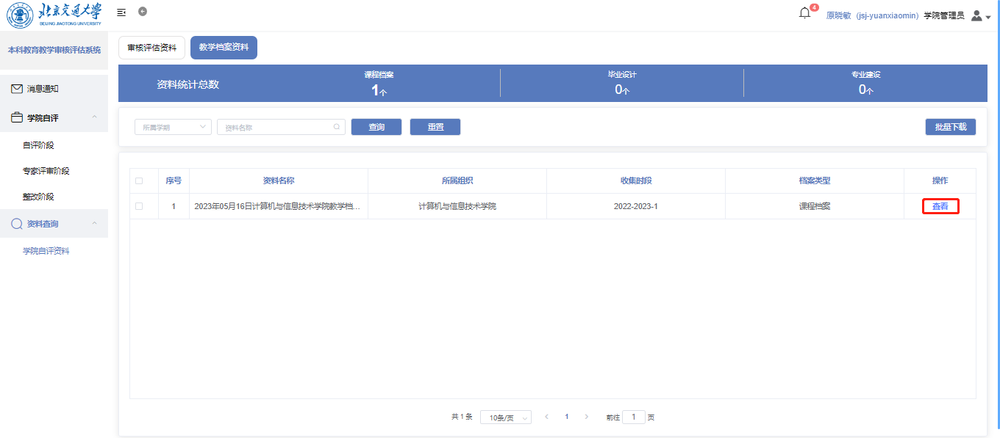 北京交通大学
BEIJING JIAOTONG UNIVERSITY
4
原晓敏 (jsj-yuanxiaomin) 学院管理员
本科教育教学审核评估系统
消息通知
学院自评
自评阶段
专家评审阶段
整改阶段
资料查询
学院自评资料
审核评估资料 教学档案资料
资料统计总数
课程档案
1个
毕业设计
0个
专业建设
0个
所属学期 资料名称 查询 重置 批量下载
序号 资料名称 所属组织 收集时段 档案类型 操作
1 2023年05月16日计算机与信息技术学院教学档... 计算机与信息技术学院 2022-2023-1 课程档案 查看
共 1 条 10条/页 1 前往 1 页